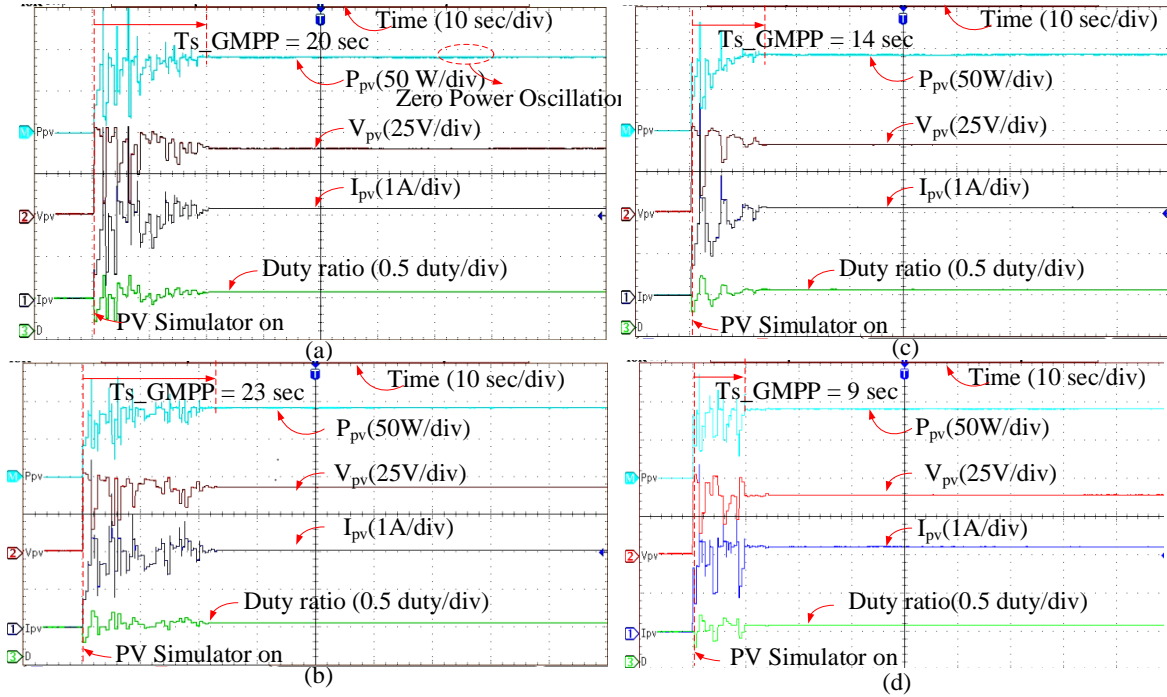 Time (10 sec/div)
T
Ts_GMPP = 20 sec
Ppv(50 W/div)
Zero Power Oscillation
M Ppv
Vpv(25V/div)
Ipv(1A/div)
2 Vpv
Duty ratio (0.5 duty/div)
1 Ipv
PV Simulator on
3 D
(a)
Time (10 sec/div)
T
Ts_GMPP = 14 sec
Ppv(50W/div)
M Ppv
Vpv(25V/div)
Ipv(1A/div)
2 Vpv
Duty ratio (0.5 duty/div)
1 Ipv
PV Simulator on
3 D
(c)
Time (10 sec/div)
T
Ts_GMPP = 23 sec
Ppv(50W/div)
M Ppv
Vpv(25V/div)
Ipv(1A/div)
2 Vpv
Duty ratio (0.5 duty/div)
1 Ipv
PV Simulator on
3 D
(b)
Time (10 sec/div)
T
Ts_GMPP = 9 sec
Ppv(50W/div)
M Ppv
Vpv(25V/div)
Ipv(1A/div)
2 Vpv
Duty ratio(0.5 duty/div)
1 Ipv
PV Simulator on
3 D
(d)